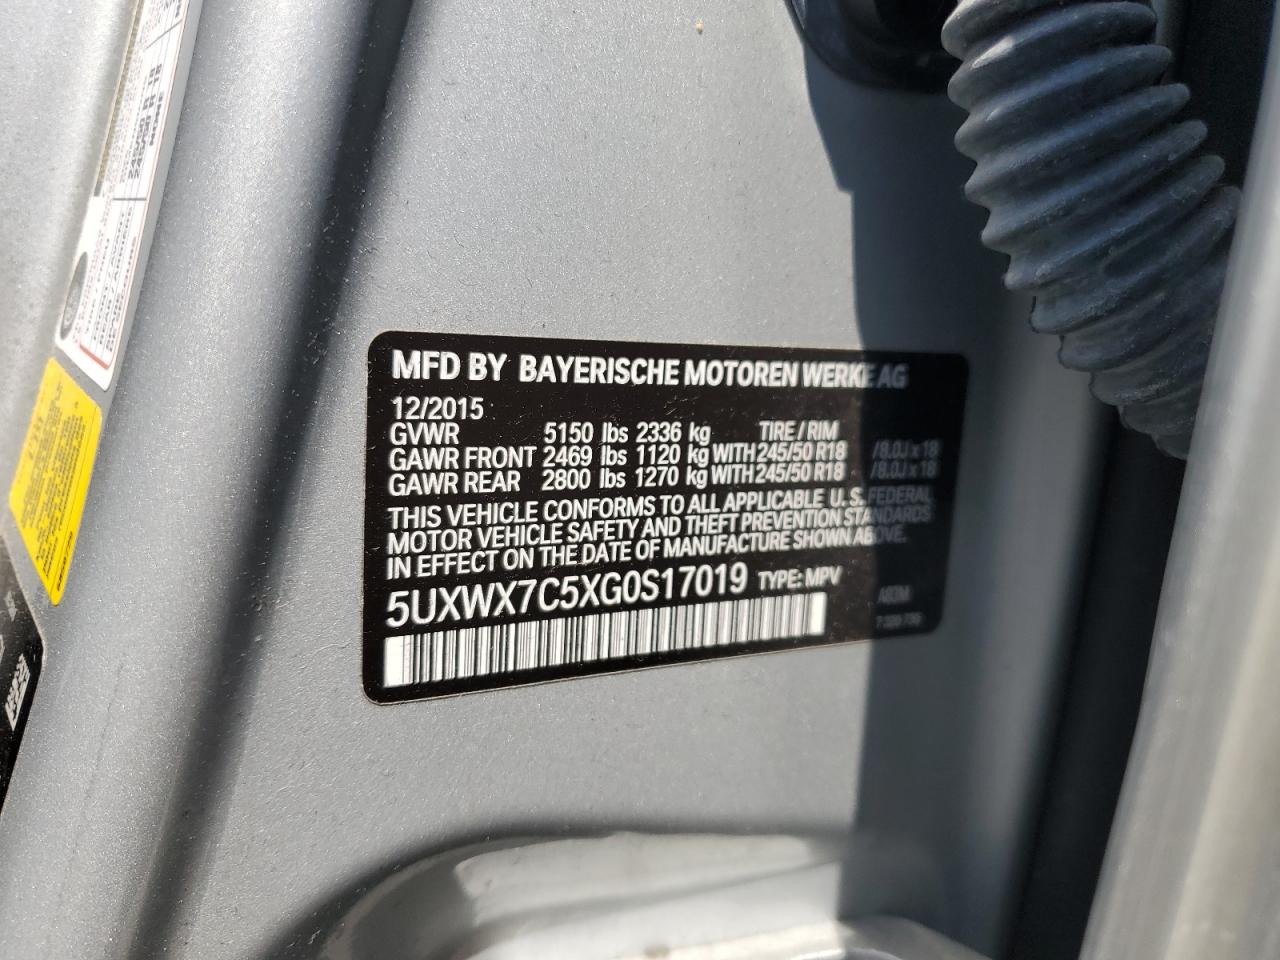 MFD BY BAYERISCHE MOTOREN WERKE AG
12/2015
GVWR 5150 lbs 2336 kg TIRE / RIM
GAWR FRONT 2469 lbs 1120 kg WITH 245/50 R18 /8.0J x 18
GAWR REAR 2800 lbs 1270 kg WITH 245/50 R18 /8.0J x 18
THIS VEHICLE CONFORMS TO ALL APPLICABLE U.S. FEDERAL
MOTOR VEHICLE SAFETY AND THEFT PREVENTION STANDARDS
IN EFFECT ON THE DATE OF MANUFACTURE SHOWN ABOVE.
5UXWX7C5XG0S17019 TYPE: MPV